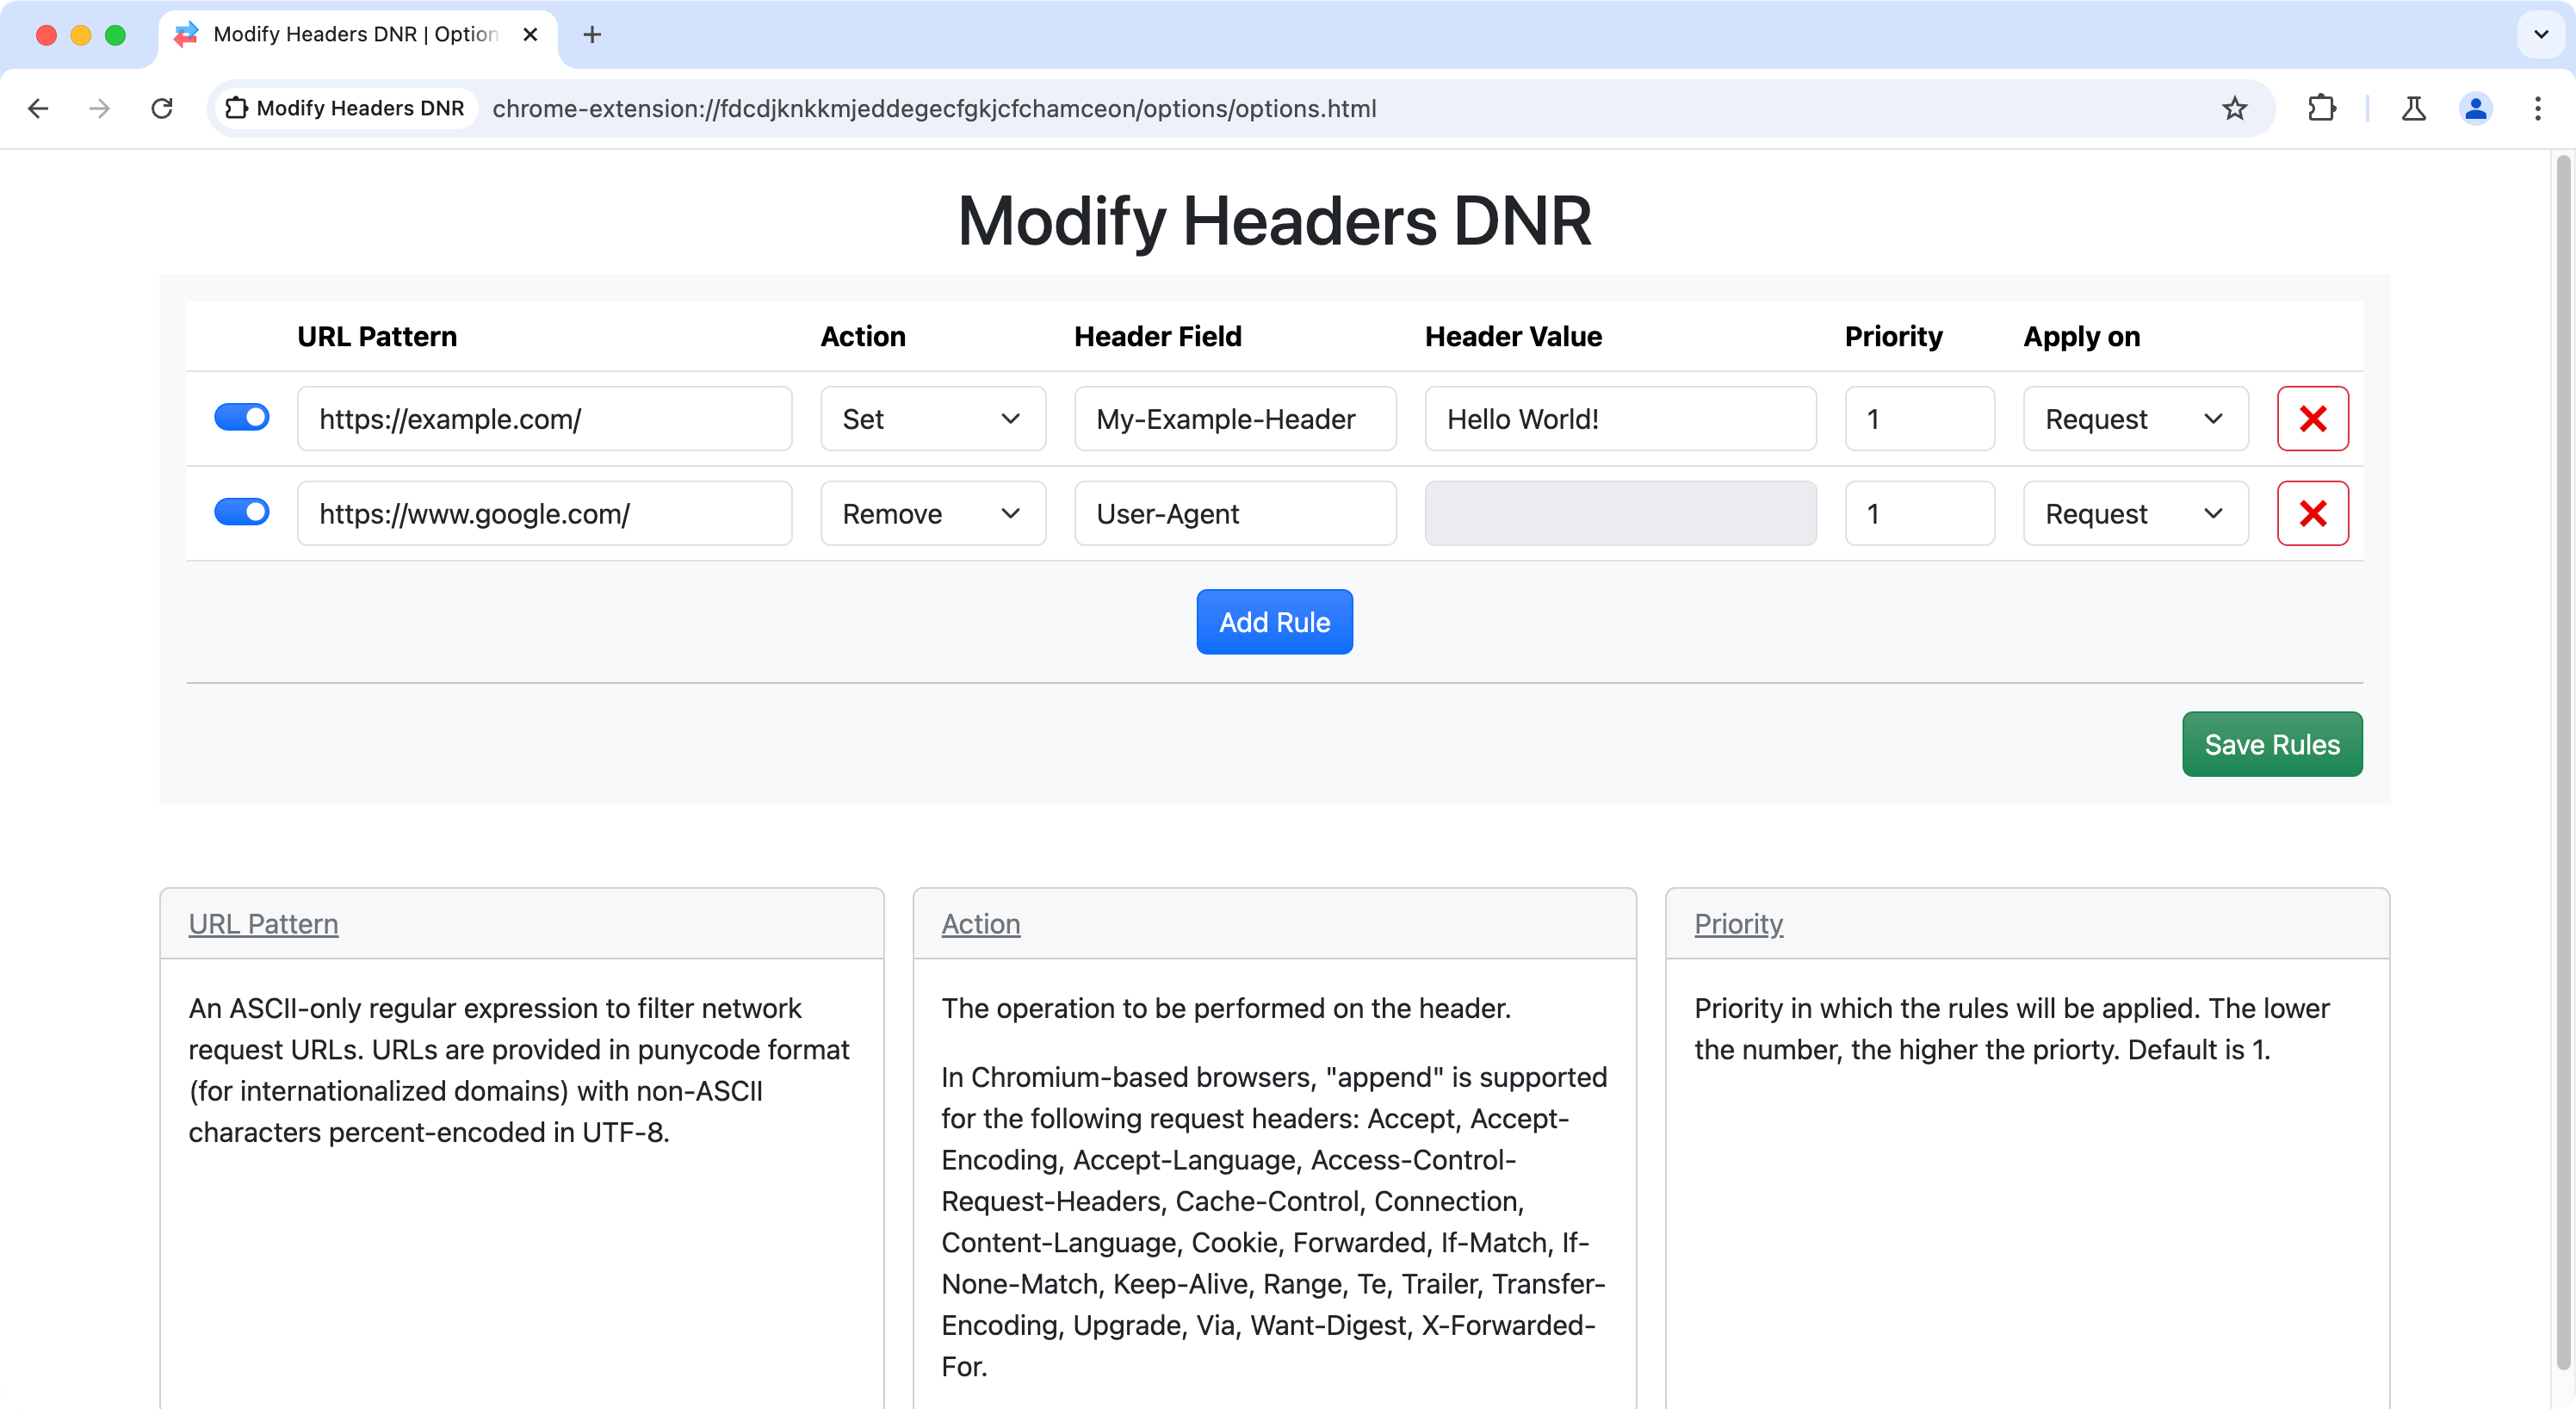 Modify Headers DNR | Option
Modify Headers DNR
chrome-extension://fdcdjknkkmjeddegecfgkjcfchamceon/options/options.html
Modify Headers DNR
URL Pattern Action Header Field Header Value Priority Apply on
https://example.com/ Set My-Example-Header Hello World! 1 Request
https://www.google.com/ Remove User-Agent 1 Request
Add Rule
Save Rules
URL Pattern
An ASCII-only regular expression to filter network
request URLs. URLs are provided in punycode format
(for internationalized domains) with non-ASCII
characters percent-encoded in UTF-8.
Action
The operation to be performed on the header.
In Chromium-based browsers, "append" is supported
for the following request headers: Accept, Accept-
Encoding, Accept-Language, Access-Control-
Request-Headers, Cache-Control, Connection,
Content-Language, Cookie, Forwarded, If-Match, If-
None-Match, Keep-Alive, Range, Te, Trailer, Transfer-
Encoding, Upgrade, Via, Want-Digest, X-Forwarded-
For.
Priority
Priority in which the rules will be applied. The lower
the number, the higher the priorty. Default is 1.